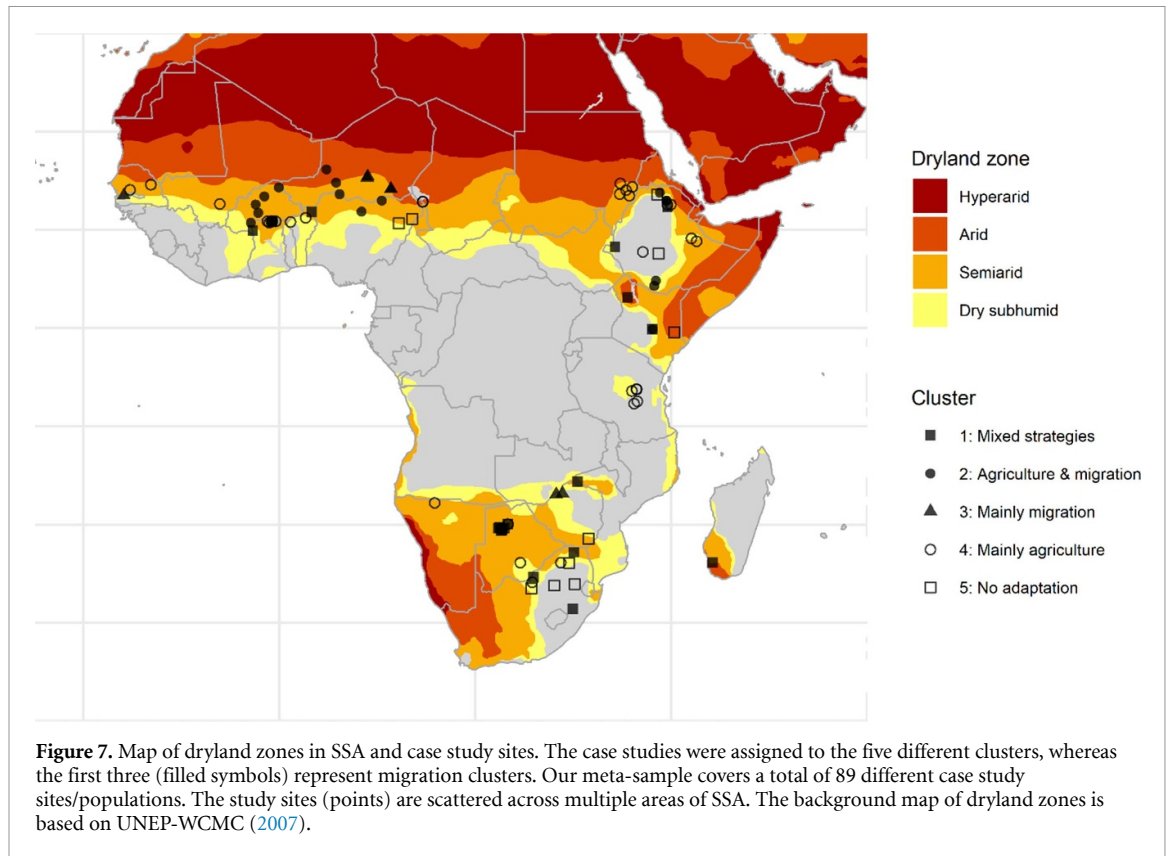 Dryland zone
Hyperarid
Arid
Semiarid
Dry subhumid
Cluster
1: Mixed strategies
2: Agriculture & migration
3: Mainly migration
4: Mainly agriculture
5: No adaptation
Figure 7. Map of dryland zones in SSA and case study sites. The case studies were assigned to the five different clusters, whereas
the first three (filled symbols) represent migration clusters. Our meta-sample covers a total of 89 different case study
sites/populations. The study sites (points) are scattered across multiple areas of SSA. The background map of dryland zones is
based on UNEP-WCMC (2007).